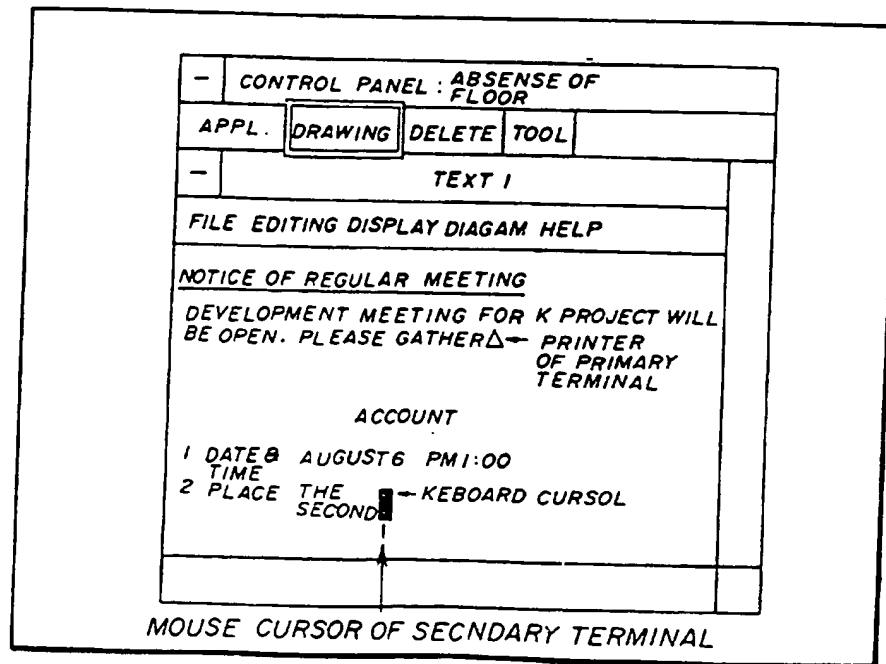 – CONTROL PANEL : ABSENSE OF
FLOOR
APPL. DRAWING DELETE TOOL
– TEXT 1
FILE EDITING DISPLAY DIAGAM HELP
NOTICE OF REGULAR MEETING
DEVELOPMENT MEETING FOR K PROJECT WILL
BE OPEN. PLEASE GATHER△← PRINTER
OF PRIMARY
TERMINAL
ACCOUNT
1 DATE & AUGUST 6 PM 1:00
TIME
2 PLACE THE ← KEBOARD CURSOL
SECOND
MOUSE CURSOR OF SECNDARY TERMINAL